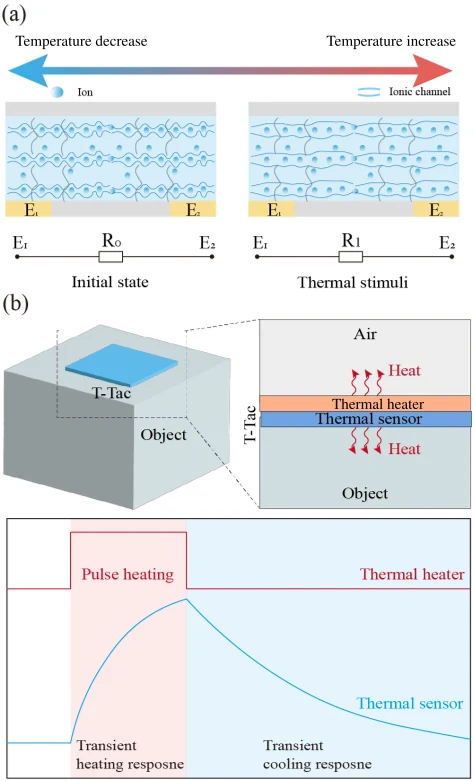 (a)
Temperature decrease
Temperature increase
Ion
Ionic channel
E₁
E₂
E₁
E₂
E₁
R₀
E₂
E₁
R₁
E₂
Initial state
Thermal stimuli
(b)
T-Tac
Object
Air
Heat
Thermal heater
Thermal sensor
T-Tac
Heat
Object
Pulse heating
Thermal heater
Thermal sensor
Transient
heating resposne
Transient
cooling resposne